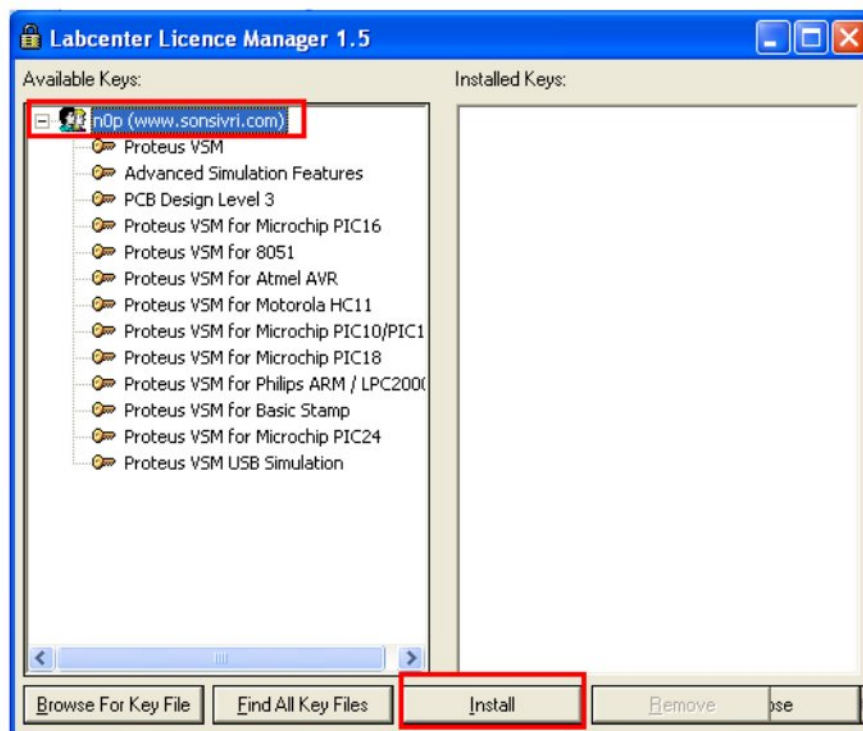 Labcenter Licence Manager 1.5
Available Keys:
Installed Keys:
n0p (www.sonsivri.com)
Proteus VSM
Advanced Simulation Features
PCB Design Level 3
Proteus VSM for Microchip PIC16
Proteus VSM for 8051
Proteus VSM for Atmel AVR
Proteus VSM for Motorola HC11
Proteus VSM for Microchip PIC10/PIC1
Proteus VSM for Microchip PIC18
Proteus VSM for Philips ARM / LPC200
Proteus VSM for Basic Stamp
Proteus VSM for Microchip PIC24
Proteus VSM USB Simulation
Browse For Key File
Find All Key Files
Install
Remove
ose